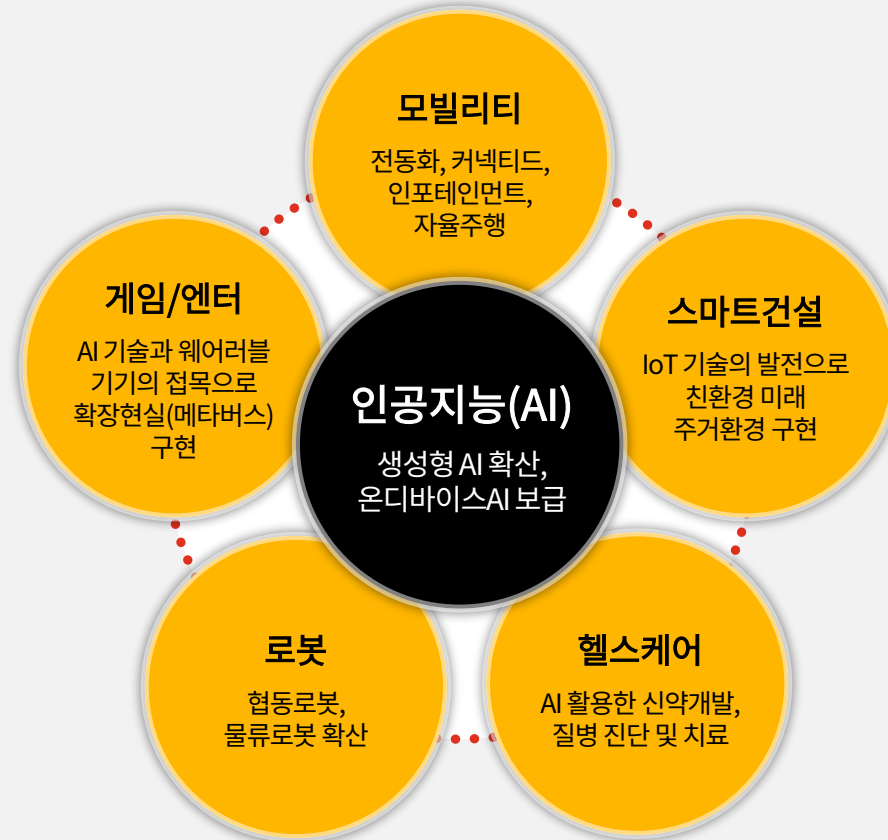 모빌리티
전동화, 커넥티드,
인포테인먼트,
자율주행
게임/엔터
AI 기술과 웨어러블
기기의 접목으로
확장현실(메타버스)
구현
스마트건설
IoT 기술의 발전으로
친환경 미래
주거환경 구현
인공지능(AI)
생성형 AI 확산,
온디바이스AI 보급
로봇
협동로봇,
물류로봇 확산
헬스케어
AI 활용한 신약개발,
질병 진단 및 치료